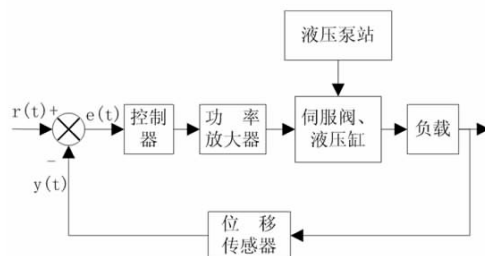 液压泵站
r(t)+
e(t)
控制
器
功 率
放大器
伺服阀、
液压缸
负载
−
y(t)
位 移
传感器